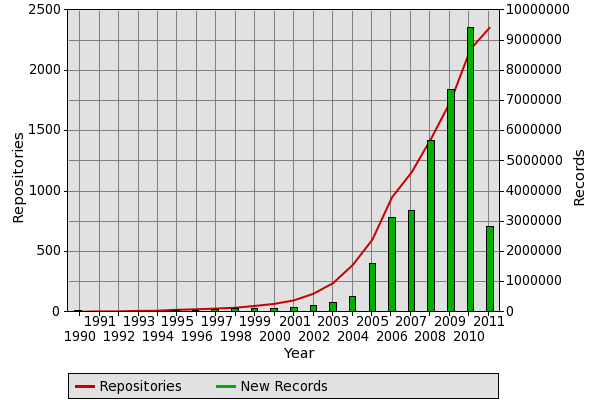 2500 10000000
9000000
2000 8000000
7000000
1500 6000000
5000000
1000 4000000
3000000
500 2000000
1000000
0 0
Repositories
Records
1991 1993 1995 1997 1999 2001 2003 2005 2007 2009 2011
1990 1992 1994 1996 1998 2000 2002 2004 2006 2008 2010
Year
Repositories New Records